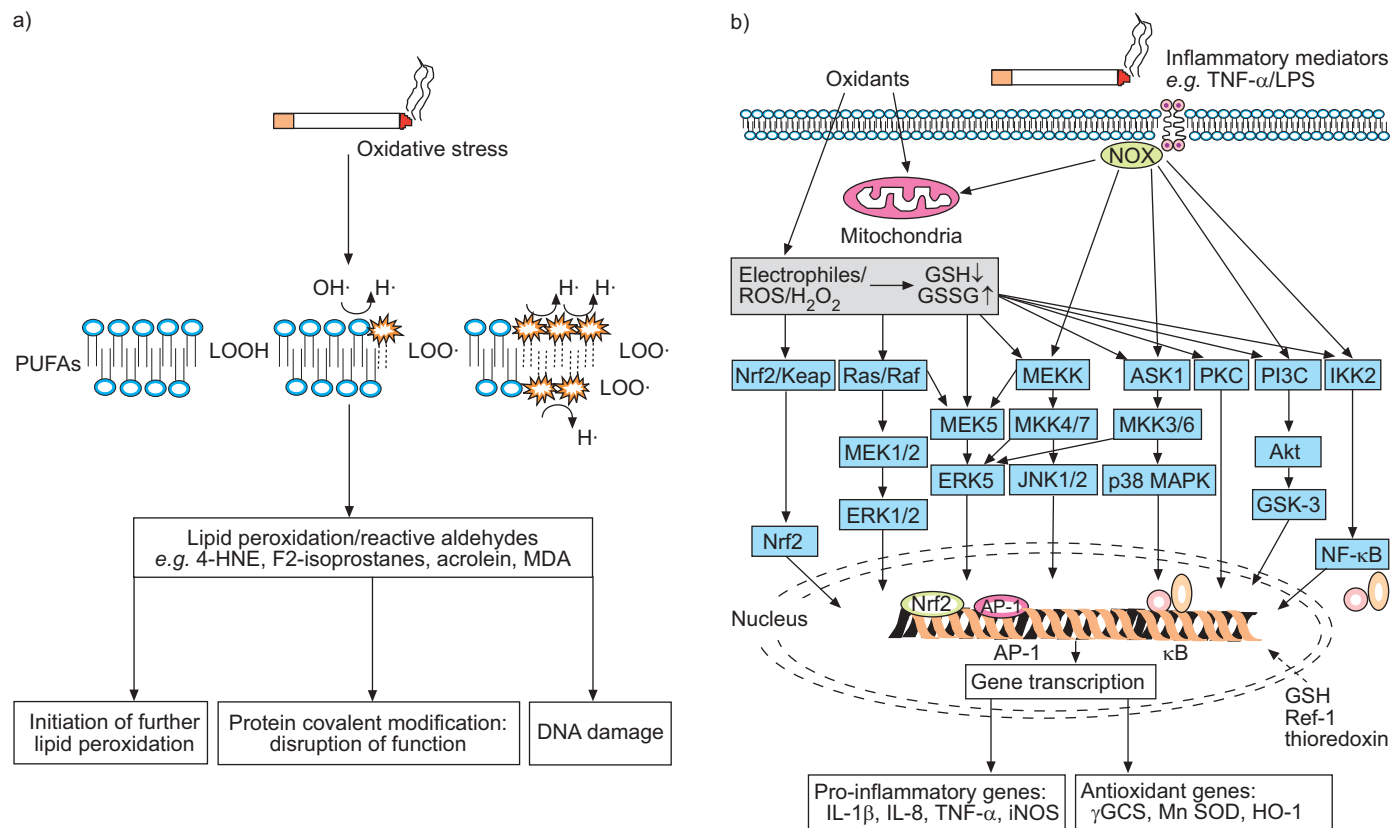 a)
Oxidative stress
OH· H· H· H·
PUFAs LOOH LOO· LOO·
LOO·
H·
Lipid peroxidation/reactive aldehydes
e.g. 4-HNE, F2-isoprostanes, acrolein, MDA
Initiation of further
lipid peroxidation
Protein covalent modification:
disruption of function
DNA damage
b)
Oxidants
Inflammatory mediators
e.g. TNF-α/LPS
NOX
Mitochondria
Electrophiles/
ROS/H₂O₂
GSH↓
GSSG↑
Nrf2/Keap Ras/Raf MEKK ASK1 PKC PI3C IKK2
MEK5 MKK4/7 MKK3/6
MEK1/2 Akt
ERK5 JNK1/2 p38 MAPK
GSK-3
ERK1/2
Nrf2 NF-κB
Nrf2 AP-1
Nucleus
AP-1 κB
Gene transcription
GSH
Ref-1
thioredoxin
Pro-inflammatory genes:
IL-1β, IL-8, TNF-α, iNOS
Antioxidant genes:
γGCS, Mn SOD, HO-1